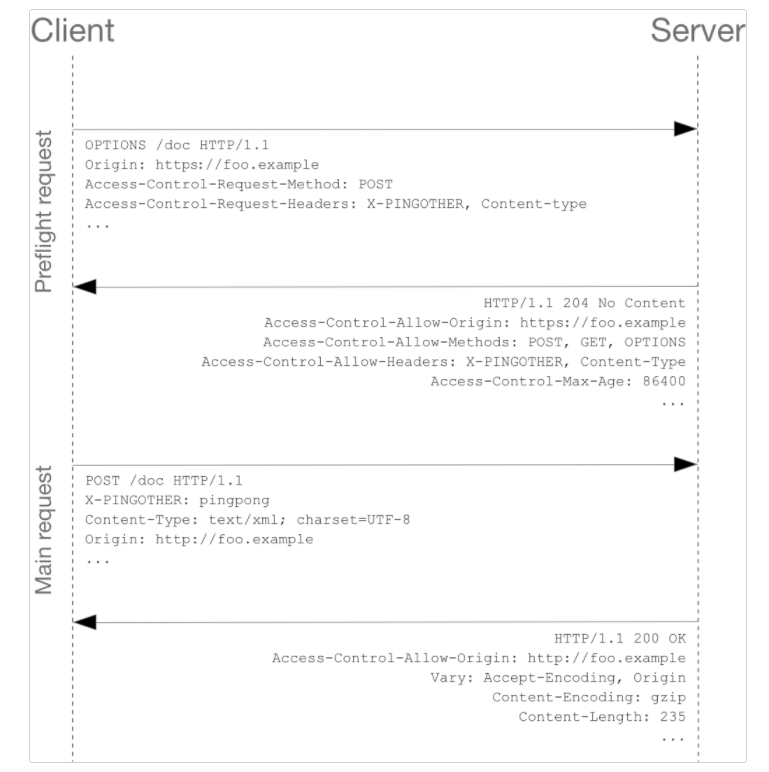 Client
Server
Preflight request
OPTIONS /doc HTTP/1.1
Origin: https://foo.example
Access-Control-Request-Method: POST
Access-Control-Request-Headers: X-PINGOTHER, Content-type
...
HTTP/1.1 204 No Content
Access-Control-Allow-Origin: https://foo.example
Access-Control-Allow-Methods: POST, GET, OPTIONS
Access-Control-Allow-Headers: X-PINGOTHER, Content-Type
Access-Control-Max-Age: 86400
...
Main request
POST /doc HTTP/1.1
X-PINGOTHER: pingpong
Content-Type: text/xml; charset=UTF-8
Origin: http://foo.example
...
HTTP/1.1 200 OK
Access-Control-Allow-Origin: http://foo.example
Vary: Accept-Encoding, Origin
Content-Encoding: gzip
Content-Length: 235
...